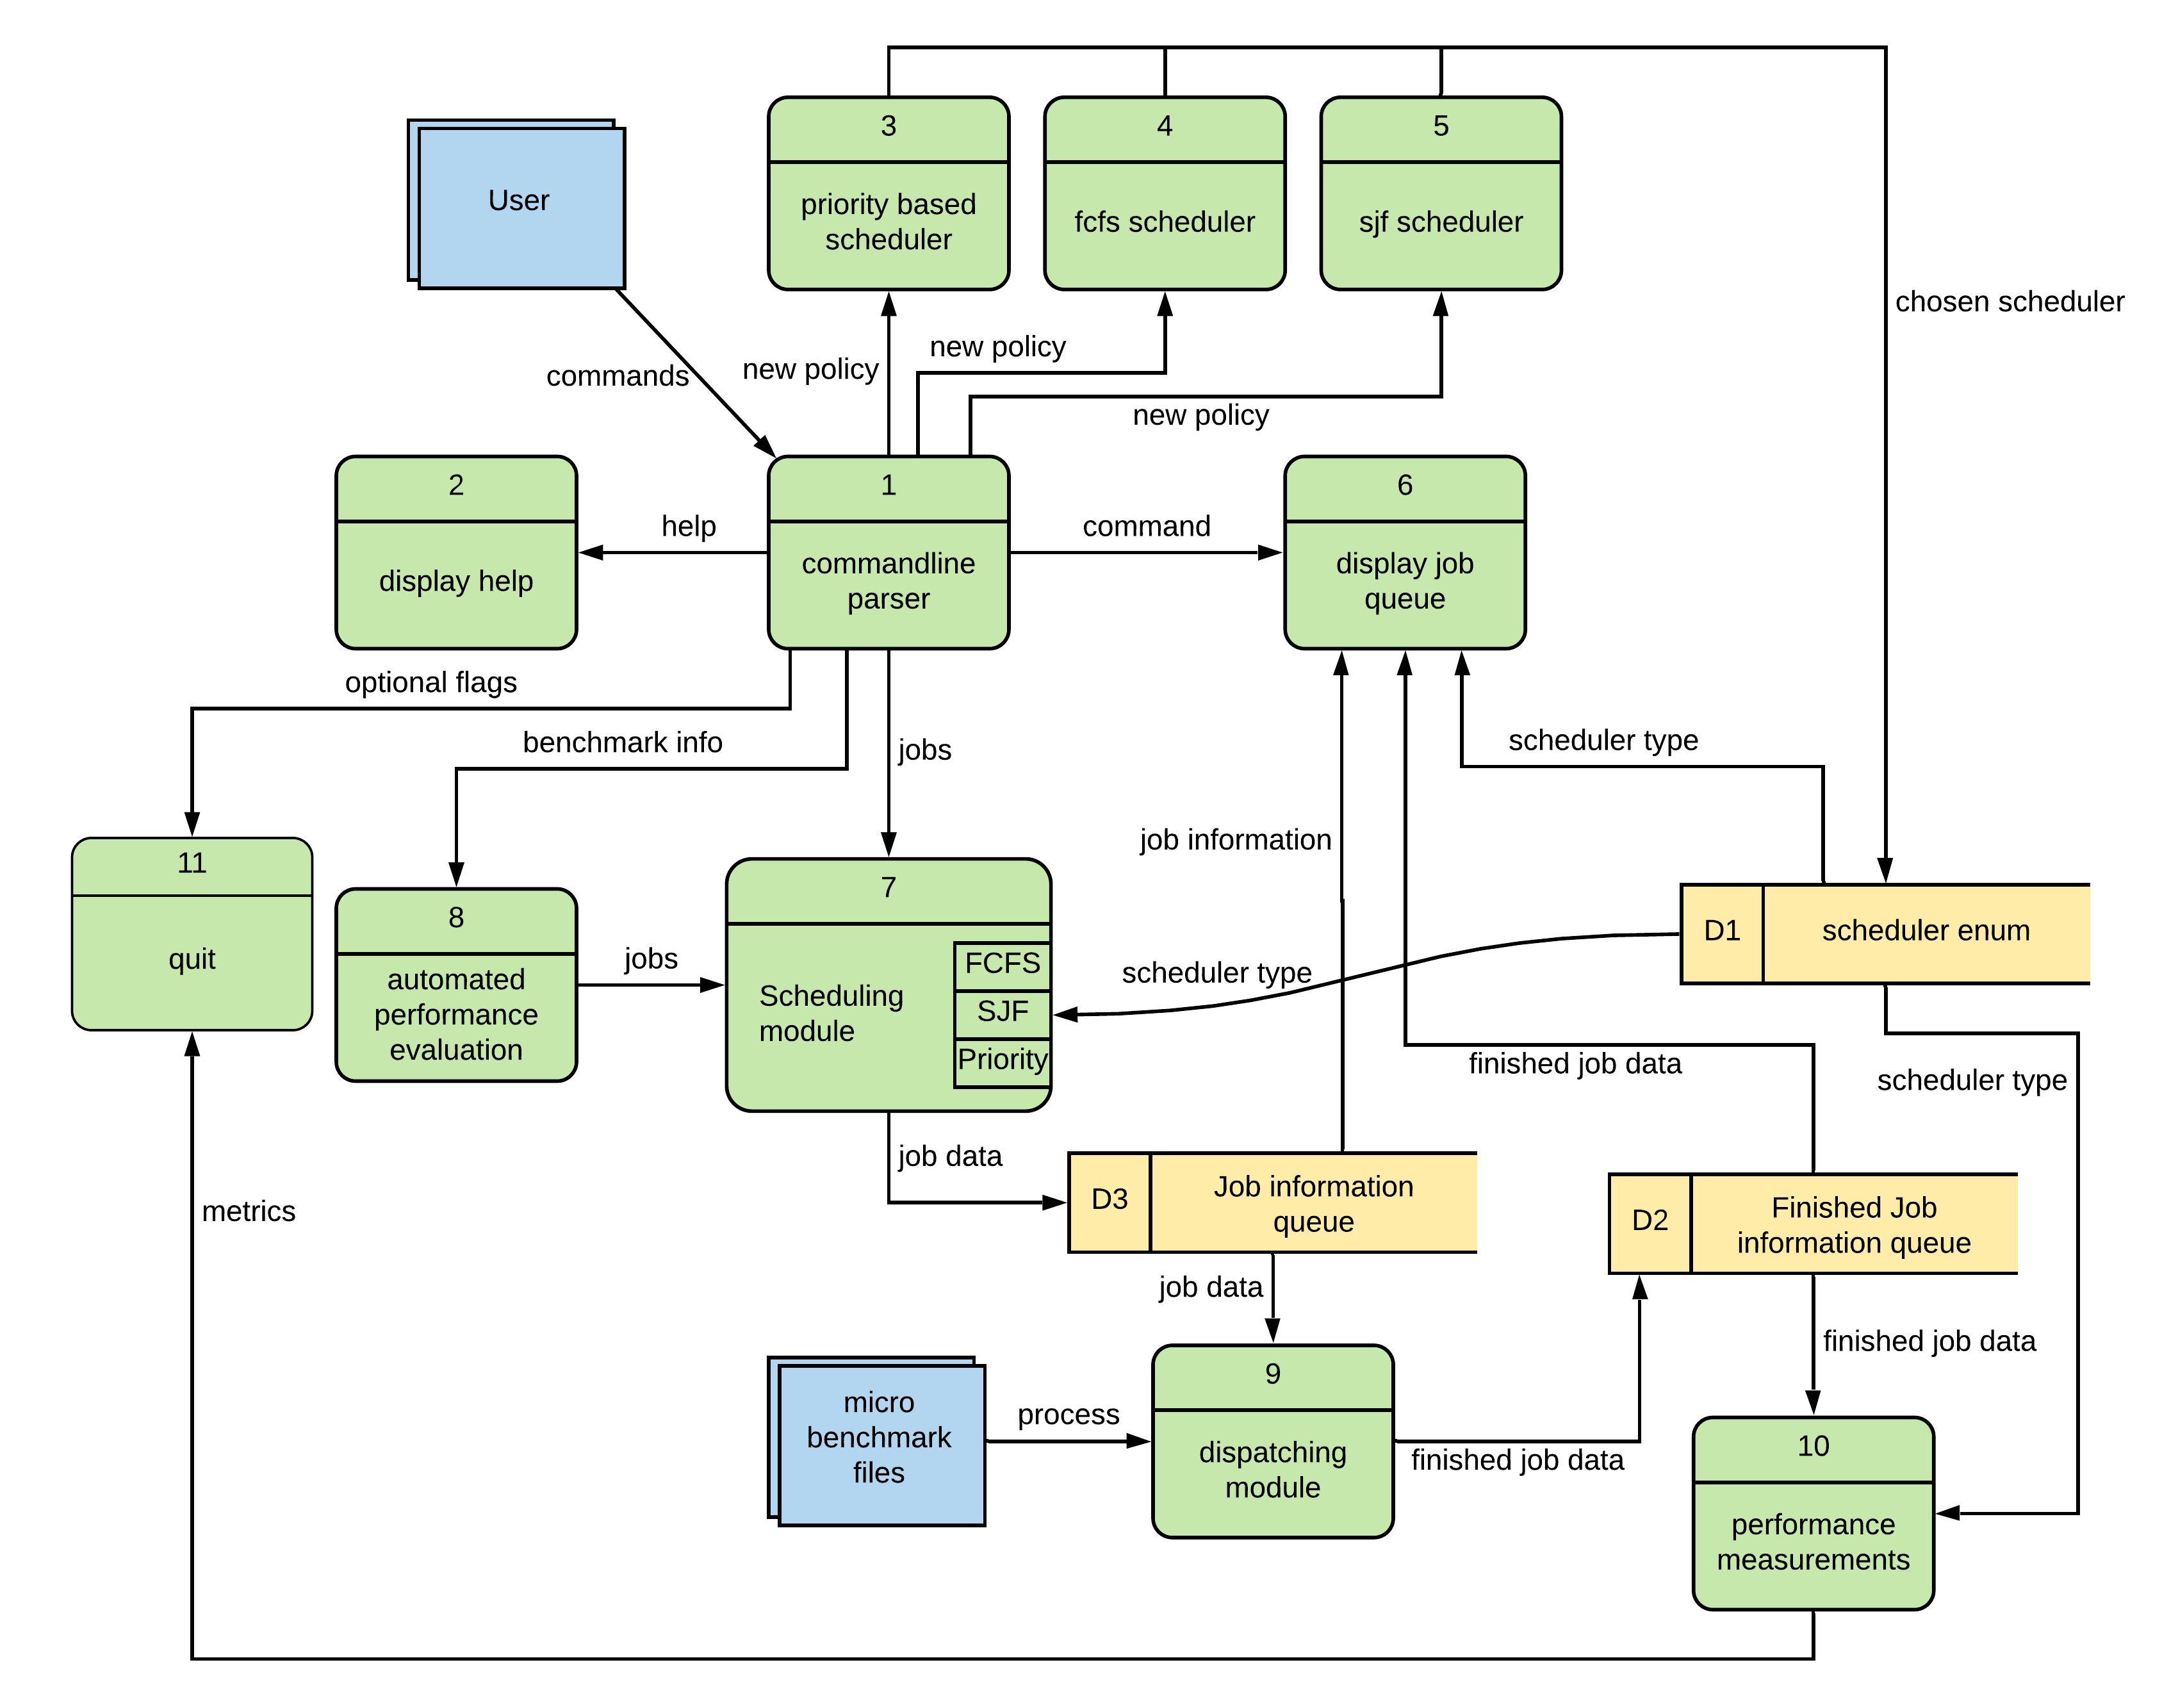 3
priority based
scheduler
4
fcfs scheduler
5
sjf scheduler
User
chosen scheduler
commands
new policy
new policy
new policy
2
display help
help
1
commandline
parser
command
6
display job
queue
optional flags
benchmark info
jobs
scheduler type
job information
11
quit
8
automated
performance
evaluation
jobs
7
Scheduling
module
FCFS
SJF
Priority
scheduler type
D1
scheduler enum
finished job data
scheduler type
job data
D3
Job information
queue
D2
Finished Job
information queue
metrics
job data
finished job data
micro
benchmark
files
process
9
dispatching
module
finished job data
10
performance
measurements